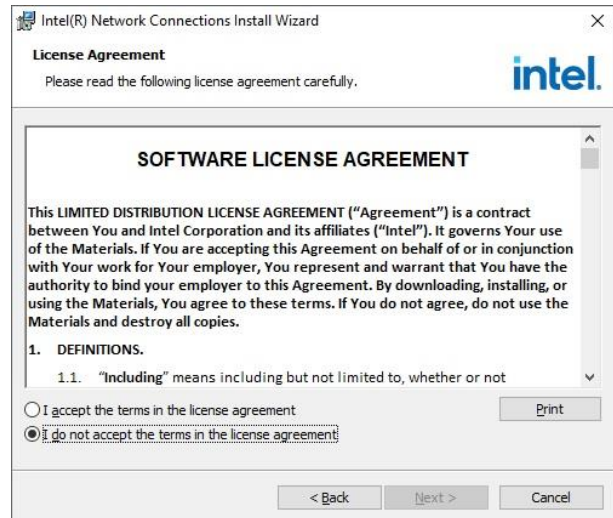 Intel(R) Network Connections Install Wizard
License Agreement
Please read the following license agreement carefully.
intel.
SOFTWARE LICENSE AGREEMENT
This LIMITED DISTRIBUTION LICENSE AGREEMENT (“Agreement”) is a contract
between You and Intel Corporation and its affiliates (“Intel”). It governs Your use
of the Materials. If You are accepting this Agreement on behalf of or in conjunction
with Your work for Your employer, You represent and warrant that You have the
authority to bind your employer to this Agreement. By downloading, installing, or
using the Materials, You agree to these terms. If You do not agree, do not use the
Materials and destroy all copies.
1. DEFINITIONS.
1.1. “Including” means including but not limited to, whether or not
I accept the terms in the license agreement
Print
I do not accept the terms in the license agreement
< Back Next > Cancel